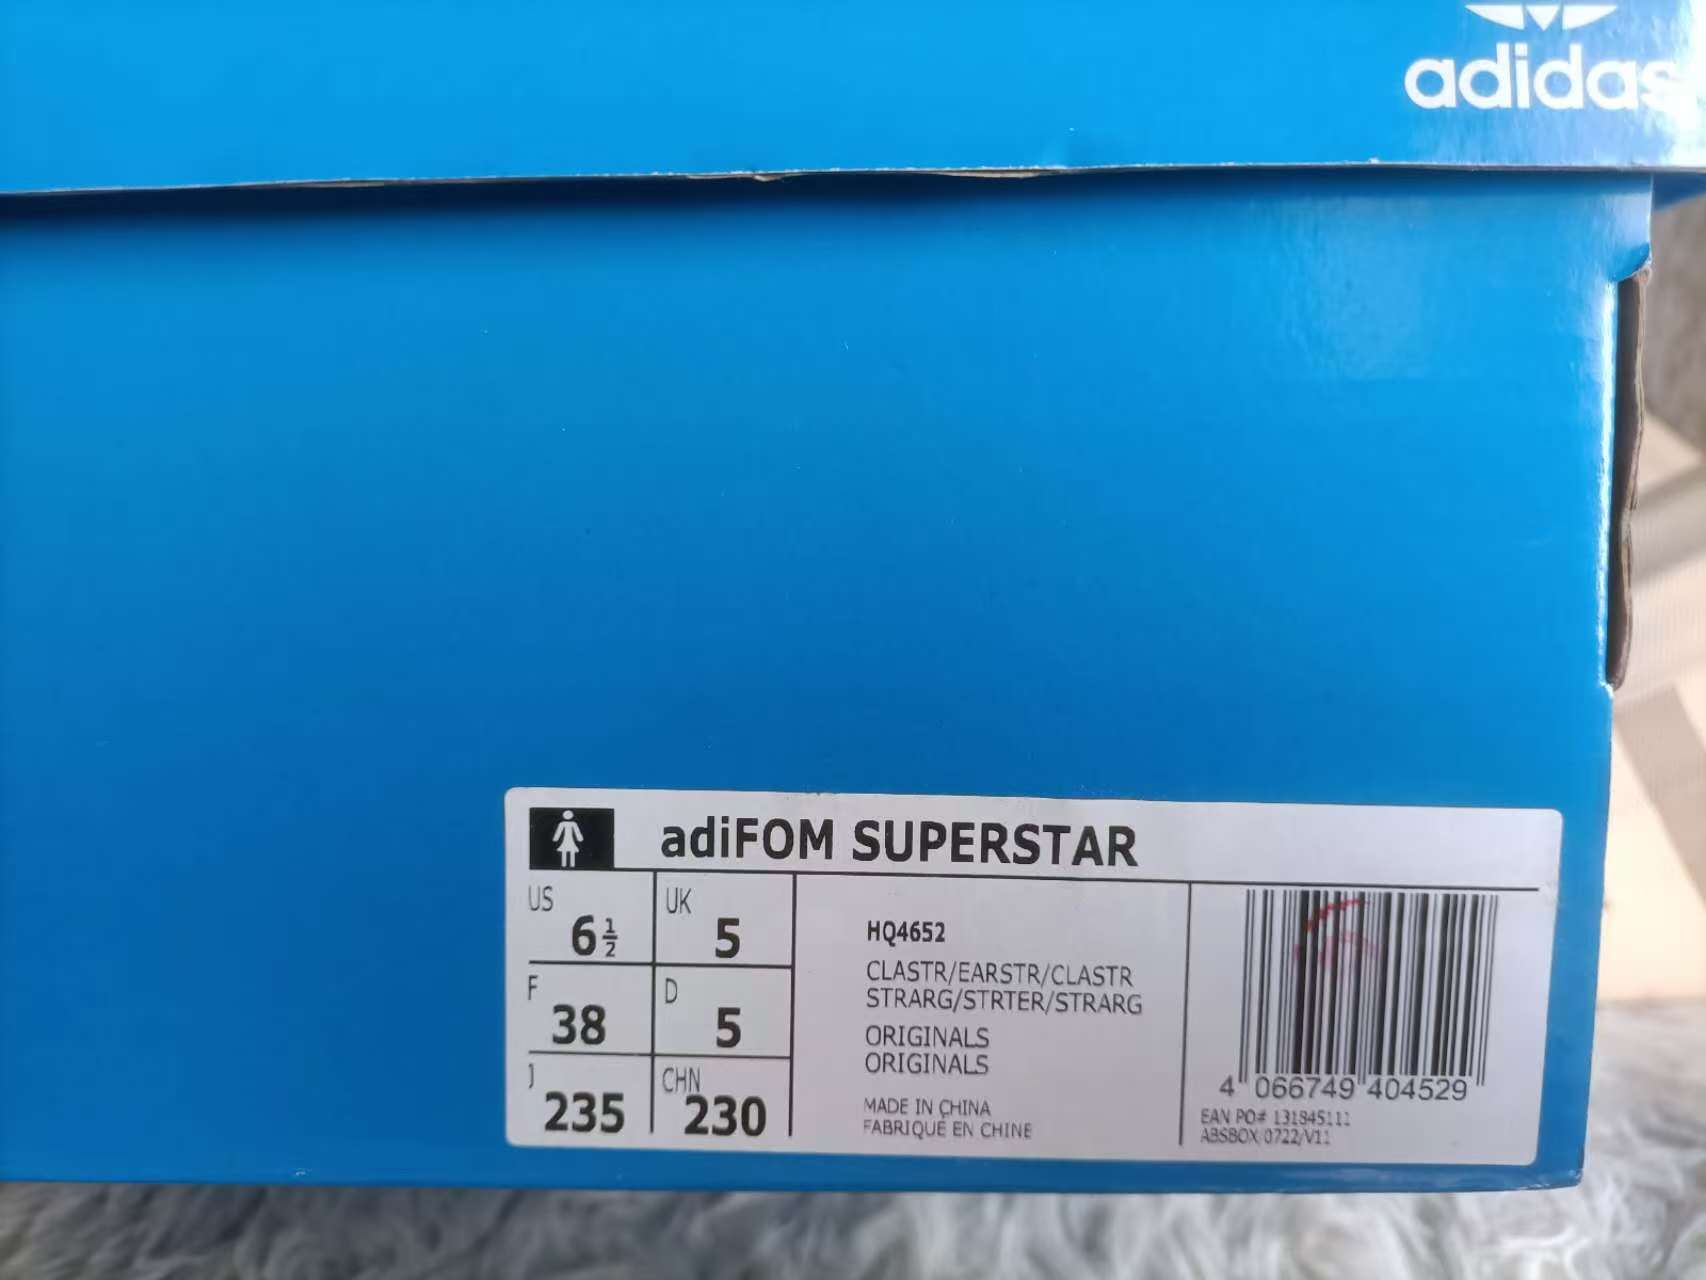 adidas
adiFOM SUPERSTAR
US 6½ UK 5
F 38 D 5
J 235 CHN 230
HQ4652
CLASTR/EARSTR/CLASTR
STRARG/STRTER/STRARG
ORIGINALS
ORIGINALS
MADE IN CHINA
FABRIQUÉ EN CHINE
4 066749 404529
EAN PO# 131845111
ABSBOX 0722/V11